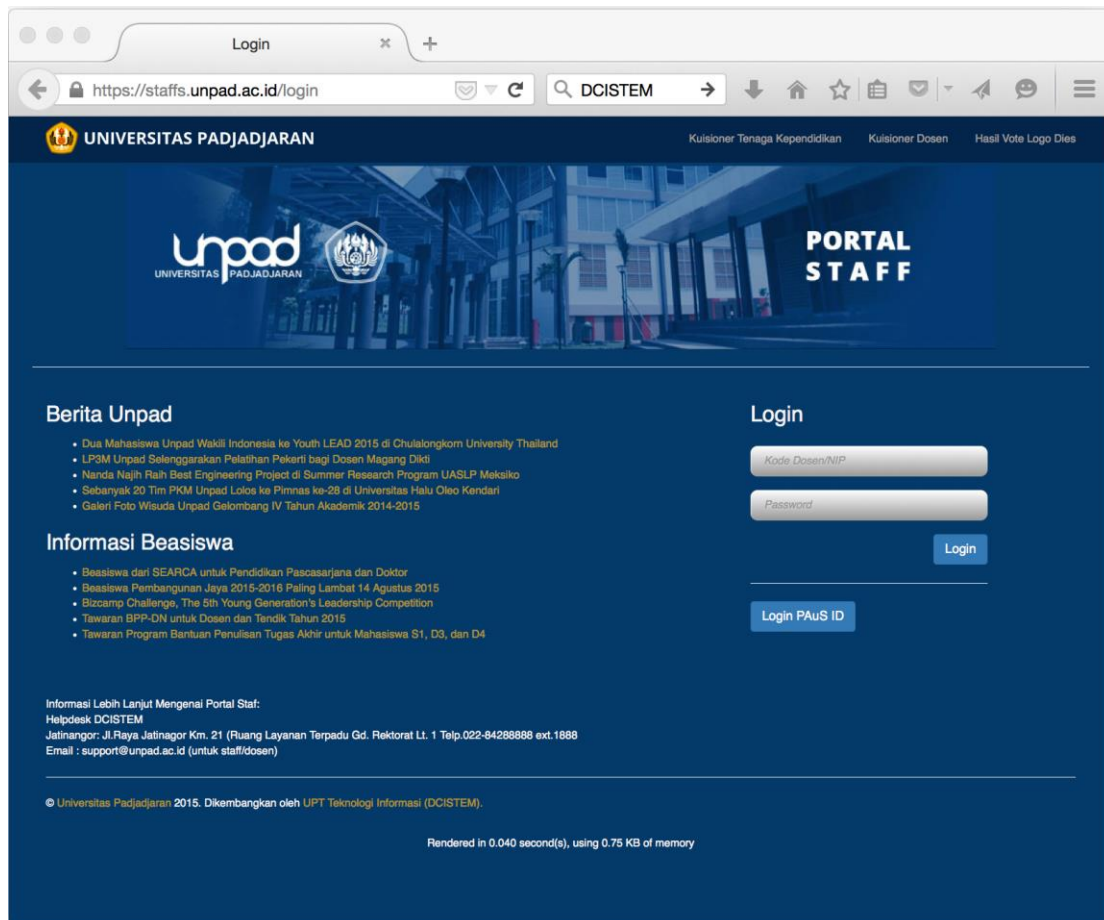 Login
https://staffs.unpad.ac.id/login
DCISTEM
UNIVERSITAS PADJADJARAN
Kuisioner Tenaga Kependidikan
Kuisioner Dosen
Hasil Vote Logo Dies
unpad
UNIVERSITAS PADJADJARAN
PORTAL
STAFF
Berita Unpad
Dua Mahasiswa Unpad Wakili Indonesia ke Youth LEAD 2015 di Chulalongkorn University Thailand
LP3M Unpad Selenggarakan Pelatihan Pekerti bagi Dosen Magang Dikti
Nanda Najih Raih Best Engineering Project di Summer Research Program UASLP Meksiko
Sebanyak 20 Tim PKM Unpad Lolos ke Pimnas ke-28 di Universitas Halu Oleo Kendari
Galeri Foto Wisuda Unpad Gelombang IV Tahun Akademik 2014-2015
Informasi Beasiswa
Beasiswa dari SEARCA untuk Pendidikan Pascasarjana dan Doktor
Beasiswa Pembangunan Jaya 2015-2016 Paling Lambat 14 Agustus 2015
Bizcamp Challenge, The 5th Young Generation's Leadership Competition
Tawaran BPP-DN untuk Dosen dan Tendik Tahun 2015
Tawaran Program Bantuan Penulisan Tugas Akhir untuk Mahasiswa S1, D3, dan D4
Login
Kode Dosen/NIP
Password
Login
Login PAuS ID
Informasi Lebih Lanjut Mengenai Portal Staf:
Helpdesk DCISTEM
Jatinangor: Jl.Raya Jatinagor Km. 21 (Ruang Layanan Terpadu Gd. Rektorat Lt. 1 Telp.022-84288888 ext.1888
Email : support@unpad.ac.id (untuk staff/dosen)
© Universitas Padjadjaran 2015. Dikembangkan oleh UPT Teknologi Informasi (DCISTEM).
Rendered in 0.040 second(s), using 0.75 KB of memory